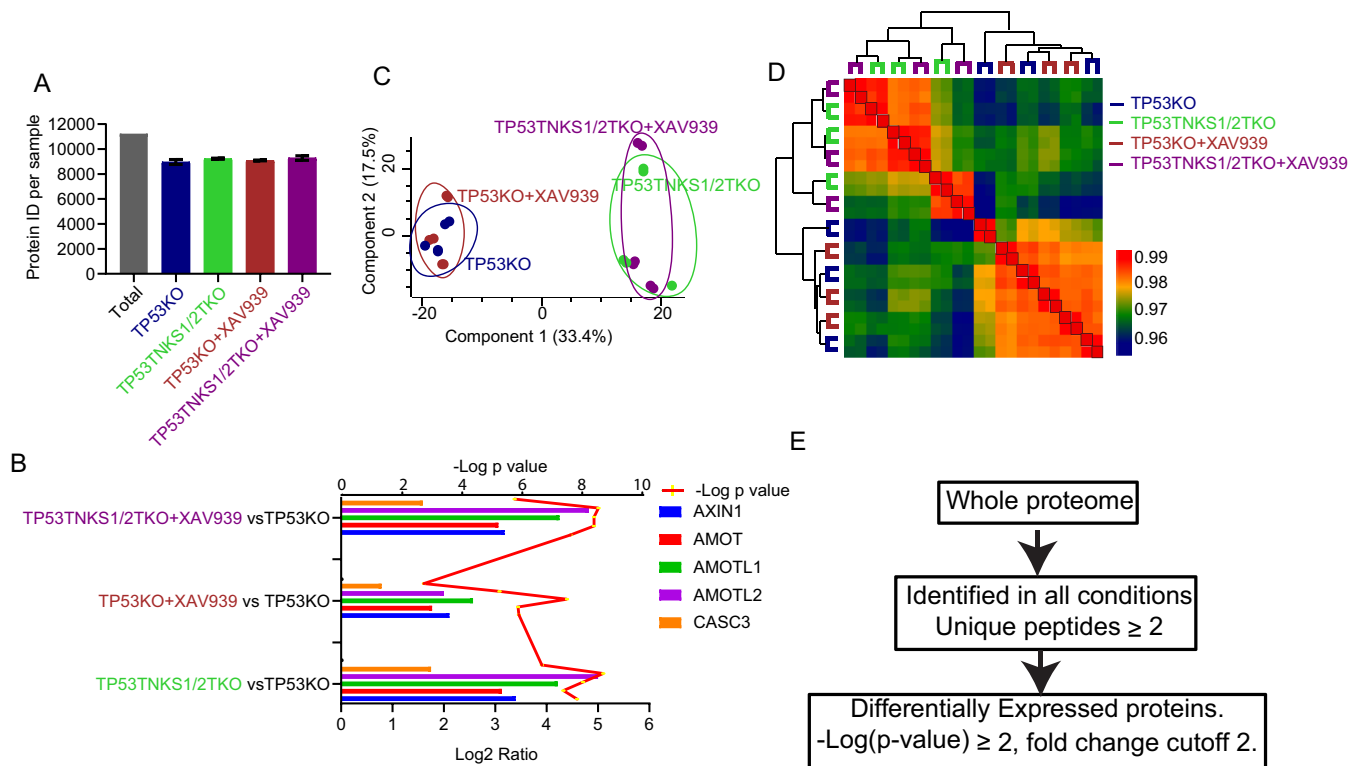 A
12000
10000
8000
6000
4000
2000
0
Protein ID per sample
Total
TP53KO
TP53TNKS1/2TKO
TP53KO+XAV939
TP53TNKS1/2TKO+XAV939
C
TP53TNKS1/2TKO+XAV939
TP53TNKS1/2TKO
TP53KO+XAV939
TP53KO
20
0
Component 2 (17.5%)
-20
0
20
Component 1 (33.4%)
D
TP53KO
TP53TNKS1/2TKO
TP53KO+XAV939
TP53TNKS1/2TKO+XAV939
0.99
0.98
0.97
0.96
B
-Log p value
0 2 4 6 8 10
TP53TNKS1/2TKO+XAV939 vsTP53KO
TP53KO+XAV939 vs TP53KO
TP53TNKS1/2TKO vsTP53KO
0 1 2 3 4 5 6
Log2 Ratio
-Log p value
AXIN1
AMOT
AMOTL1
AMOTL2
CASC3
E
Whole proteome
Identified in all conditions
Unique peptides ≥ 2
Differentially Expressed proteins.
-Log(p-value) ≥ 2, fold change cutoff 2.